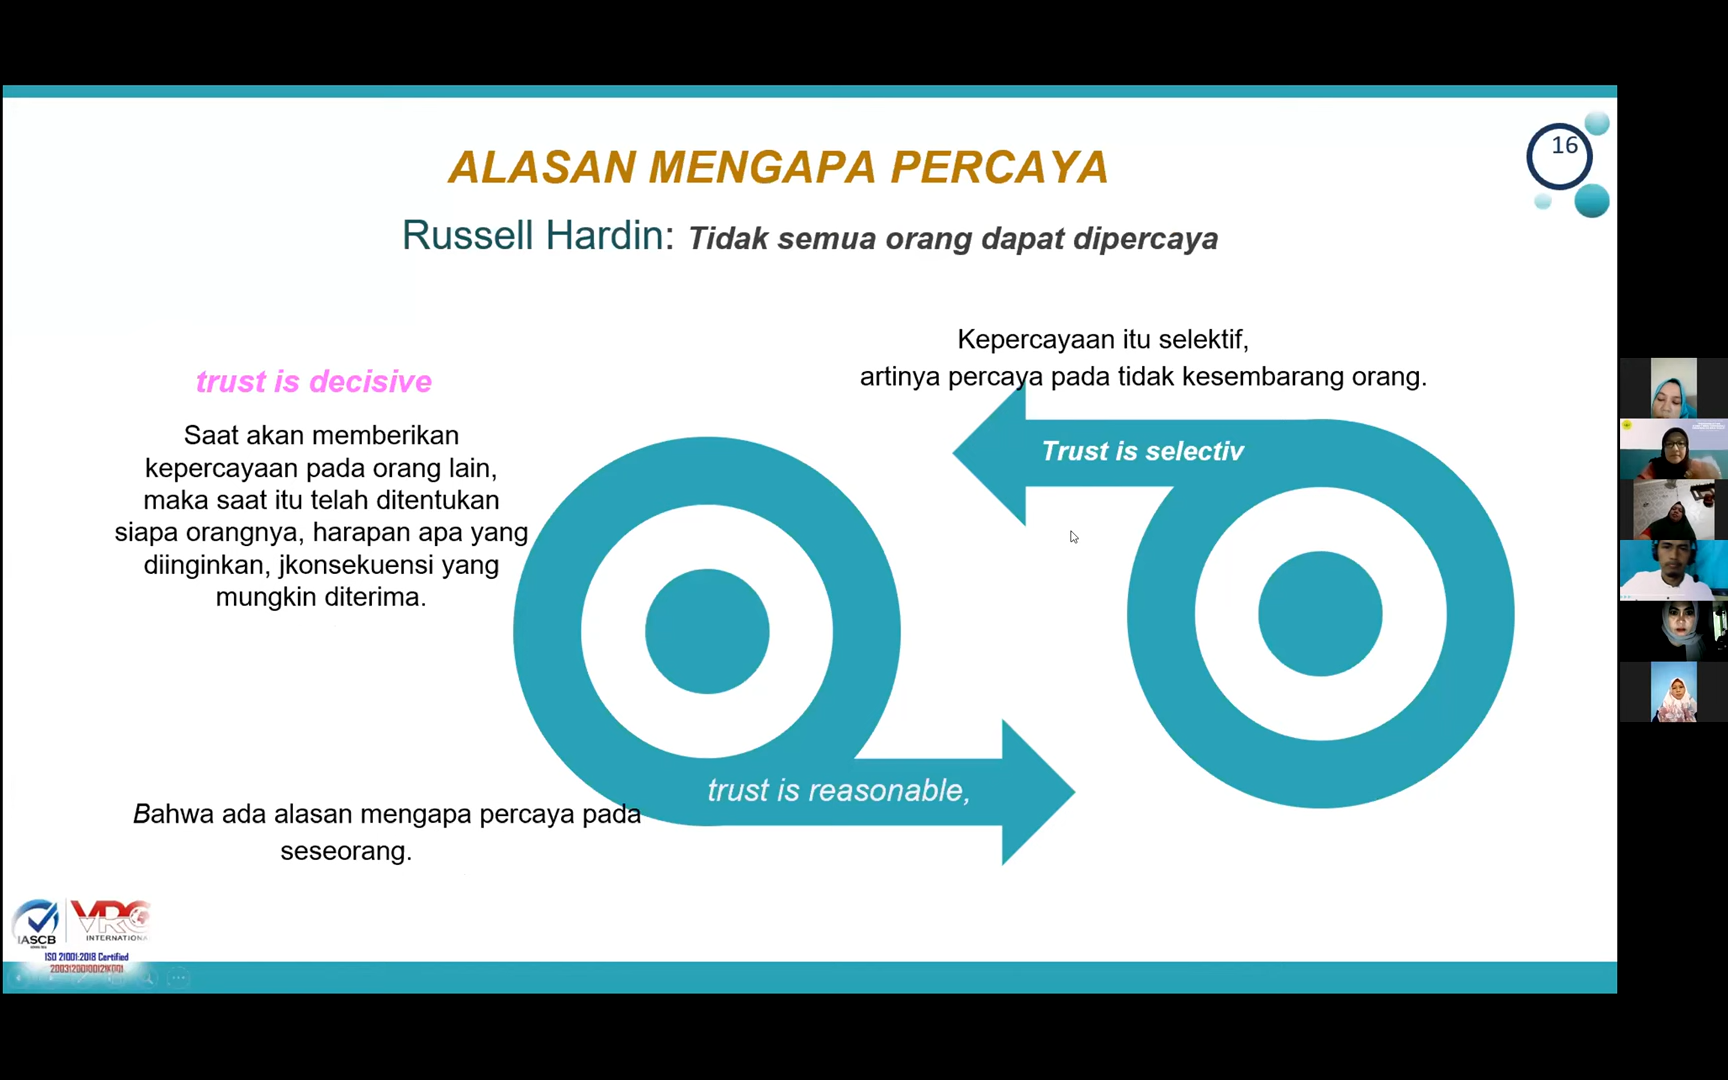 16
ALASAN MENGAPA PERCAYA
Russell Hardin: Tidak semua orang dapat dipercaya
trust is decisive
Saat akan memberikan
kepercayaan pada orang lain,
maka saat itu telah ditentukan
siapa orangnya, harapan apa yang
diinginkan, jkonsekuensi yang
mungkin diterima.
Kepercayaan itu selektif,
artinya percaya pada tidak kesembarang orang.
Trust is selectiv
trust is reasonable,
Bahwa ada alasan mengapa percaya pada
seseorang.
IASCB
VRC
INTERNATIONA
ISO 21001:2018 Certified